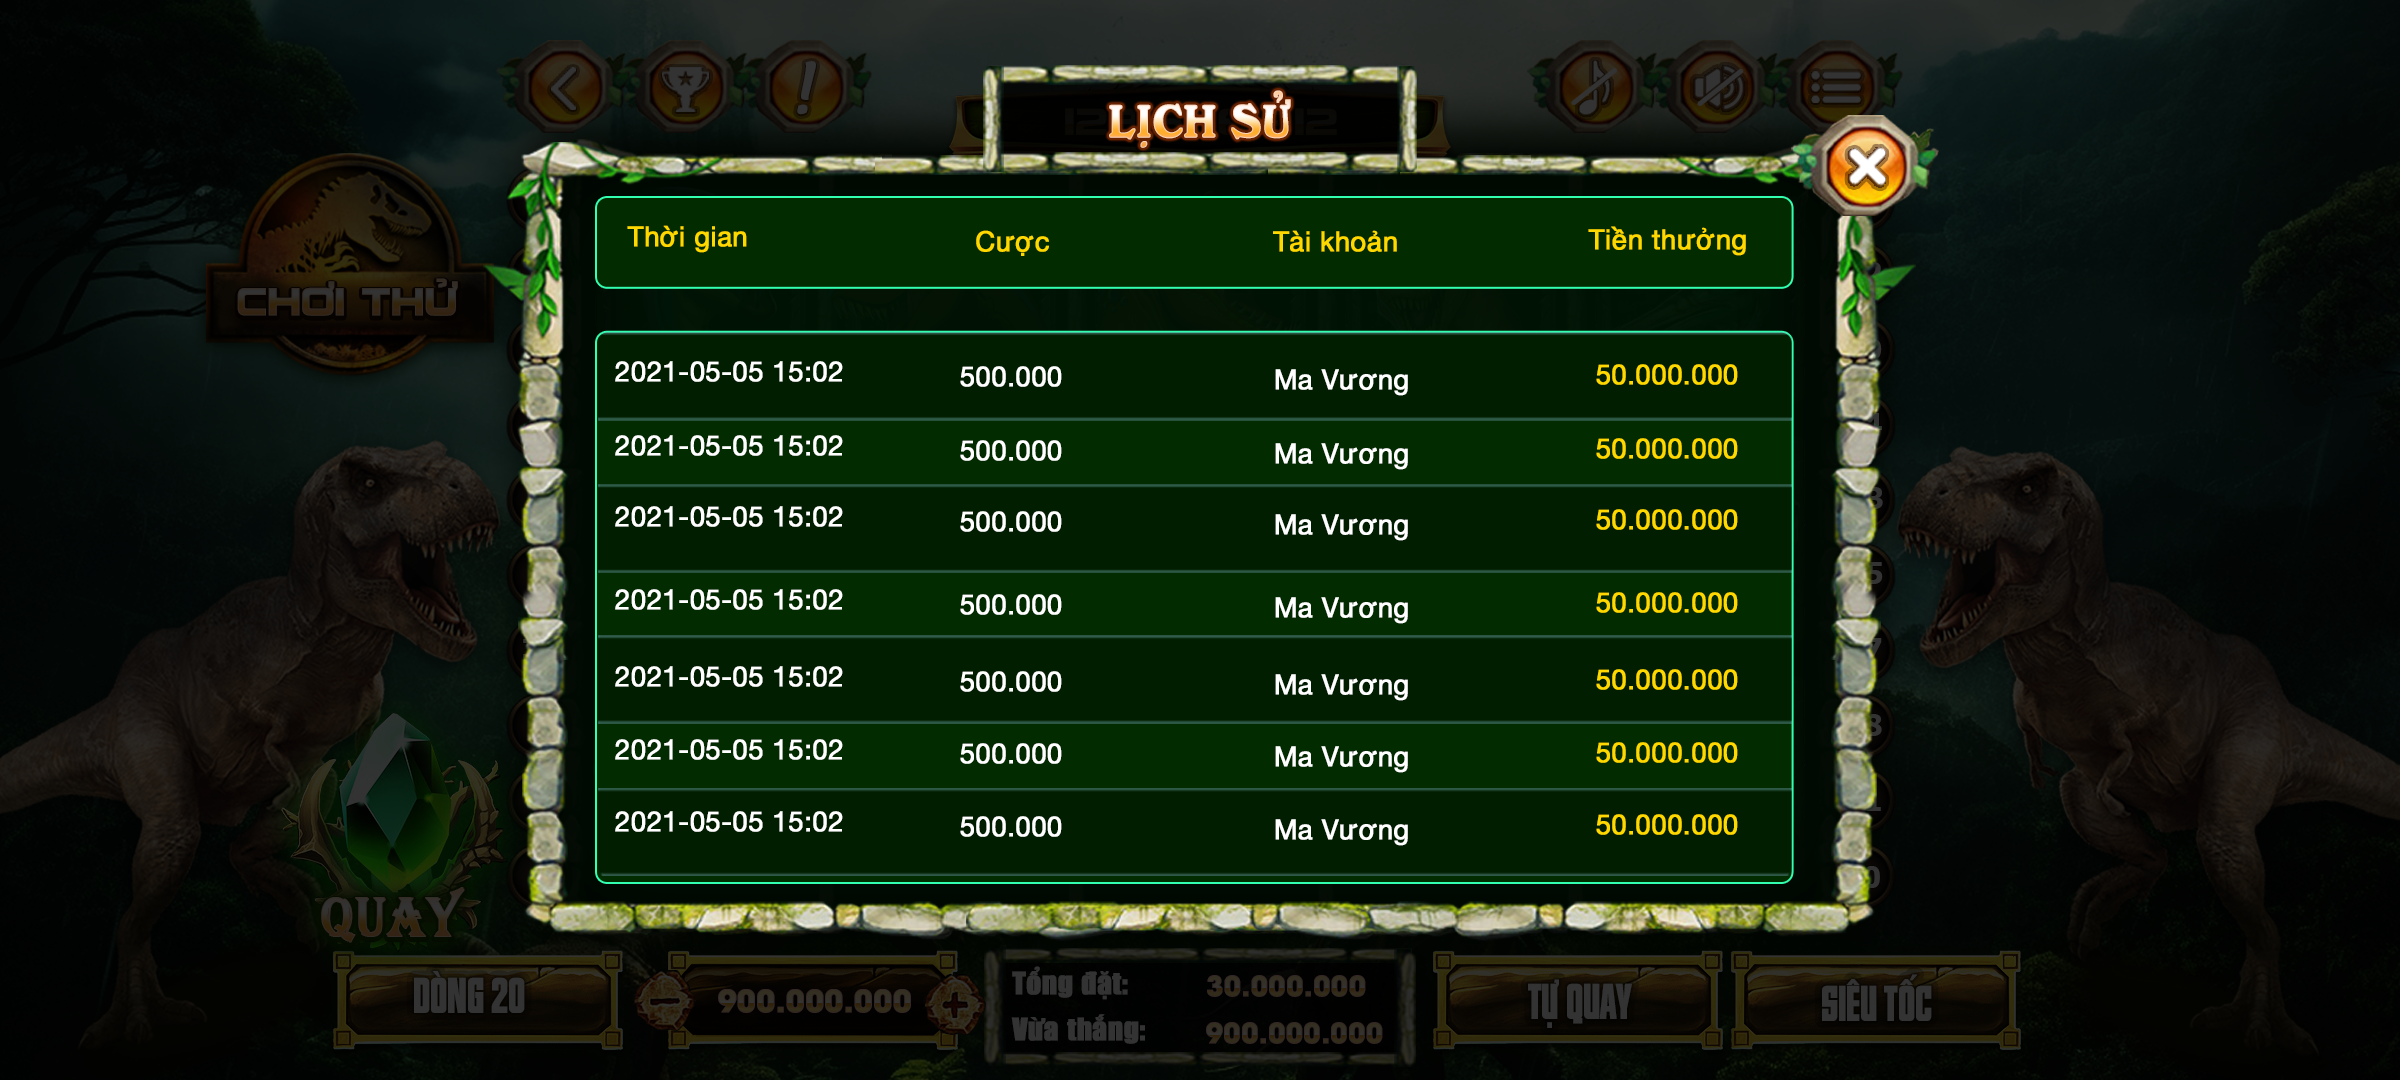 LỊCH SỬ
CHƠI THỬ
Thời gian Cược Tài khoản Tiền thưởng
2021-05-05 15:02 500.000 Ma Vương 50.000.000
2021-05-05 15:02 500.000 Ma Vương 50.000.000
2021-05-05 15:02 500.000 Ma Vương 50.000.000
2021-05-05 15:02 500.000 Ma Vương 50.000.000
2021-05-05 15:02 500.000 Ma Vương 50.000.000
2021-05-05 15:02 500.000 Ma Vương 50.000.000
2021-05-05 15:02 500.000 Ma Vương 50.000.000
QUAY
DÒNG 20
900.000.000
Tổng đặt: 30.000.000
Vừa thắng: 900.000.000
TỰ QUAY
SIÊU TỐC